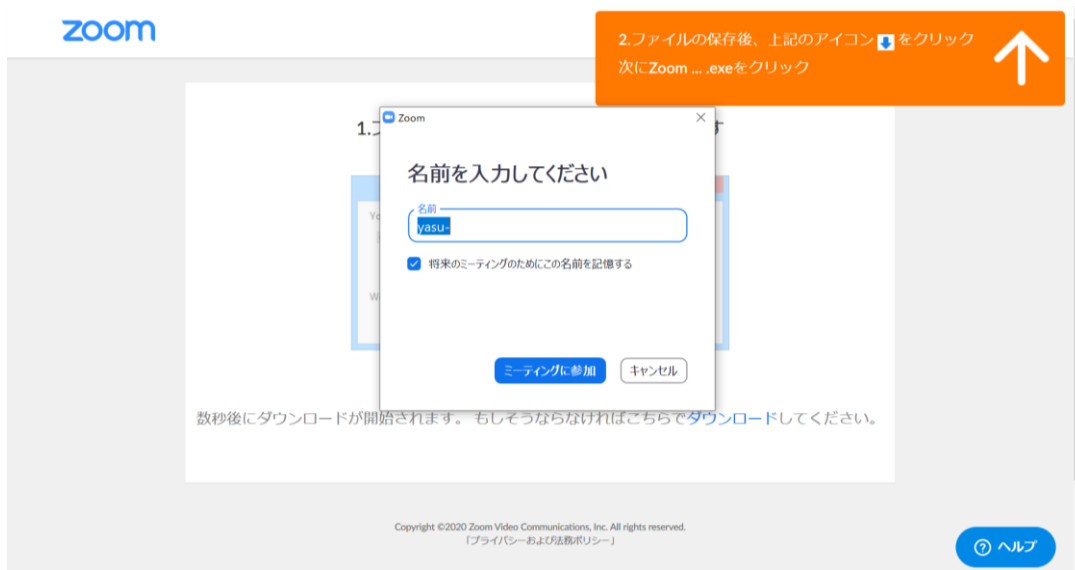 zoom
2.ファイルの保存後、上記のアイコン をクリック
次にZoom ... .exeをクリック
1.
す
Zoom
名前を入力してください
名前
yasu-
将来のミーティングのためにこの名前を記憶する
ミーティングに参加 キャンセル
数秒後にダウンロードが開始されます。 もしそうならなければこちらでダウンロードしてください。
Copyright ©2020 Zoom Video Communications, Inc. All rights reserved.
「プライバシーおよび法務ポリシー」
ヘルプ